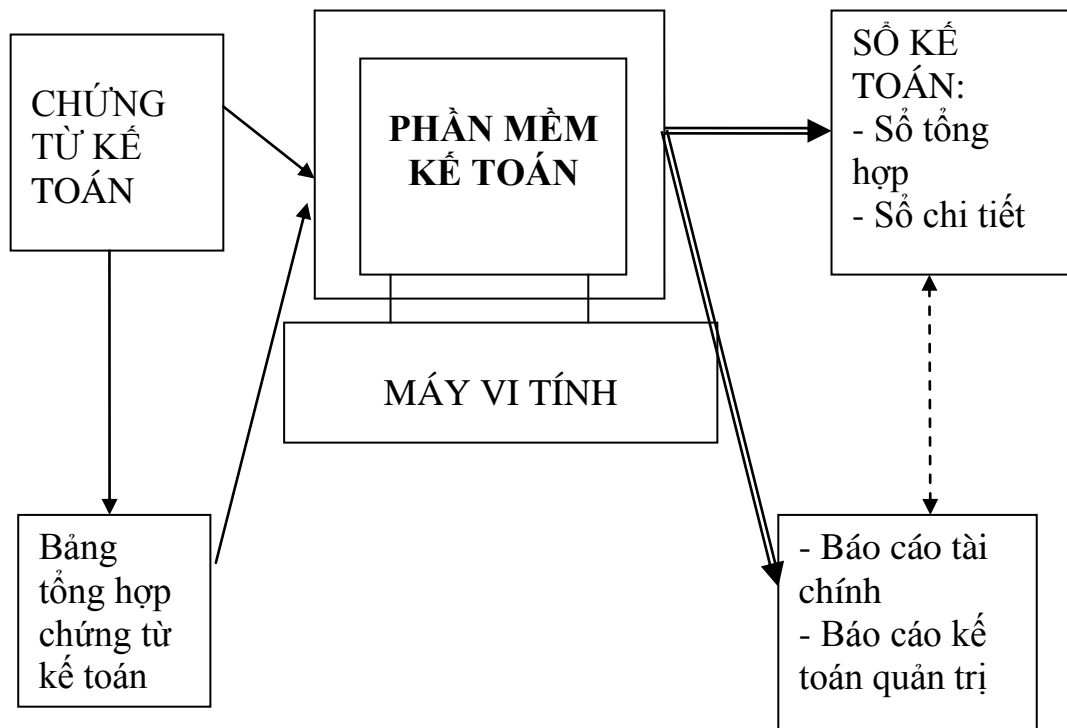 CHỨNG
TỪ KẾ
TOÁN
PHẦN MỀM
KẾ TOÁN
MÁY VI TÍNH
SỔ KẾ
TOÁN:
- Sổ tổng
hợp
- Sổ chi tiết
Bảng
tổng hợp
chứng từ
kế toán
- Báo cáo tài
chính
- Báo cáo kế
toán quản trị